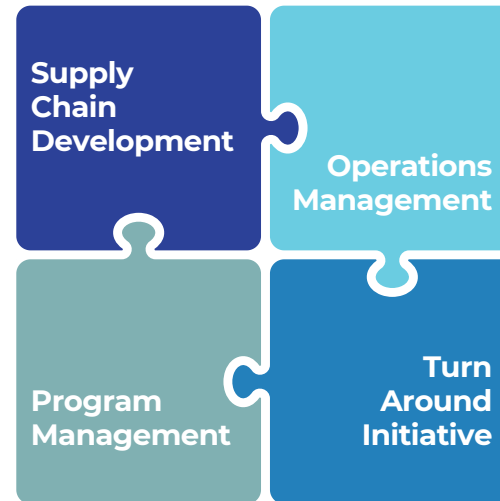 Supply
Chain
Development
Operations
Management
Program
Management
Turn
Around
Initiative